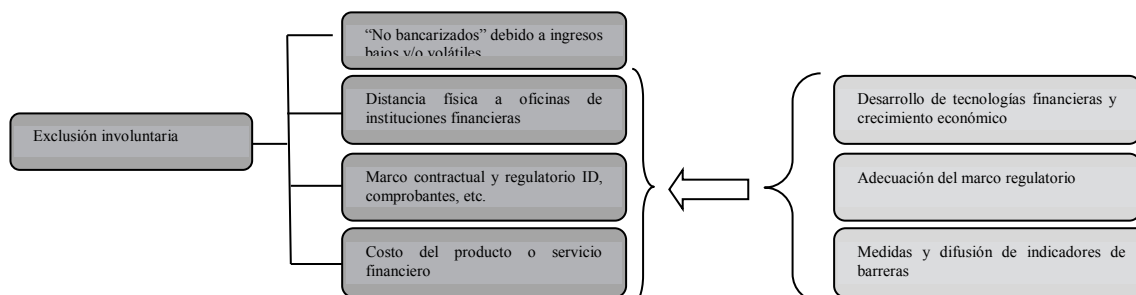 Exclusión involuntaria
“No bancarizados” debido a ingresos
bajos y/o volátiles
Distancia física a oficinas de
instituciones financieras
Marco contractual y regulatorio ID,
comprobantes, etc.
Costo del producto o servicio
financiero
Desarrollo de tecnologías financieras y
crecimiento económico
Adecuación del marco regulatorio
Medidas y difusión de indicadores de
barreras